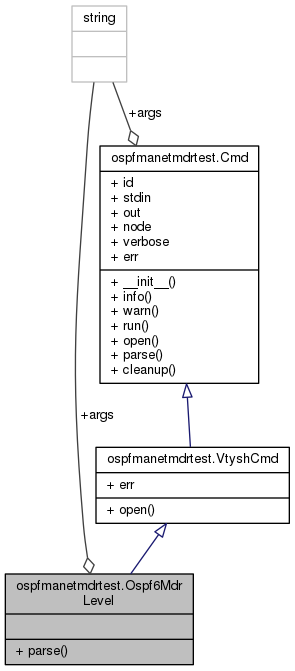 string
+args
ospfmanetmdrtest.Cmd
+ id
+ stdin
+ out
+ node
+ verbose
+ err
+ __init__()
+ info()
+ warn()
+ run()
+ open()
+ parse()
+ cleanup()
+args
ospfmanetmdrtest.VtyshCmd
+ err
+ open()
ospfmanetmdrtest.Ospf6Mdr
Level
+ parse()